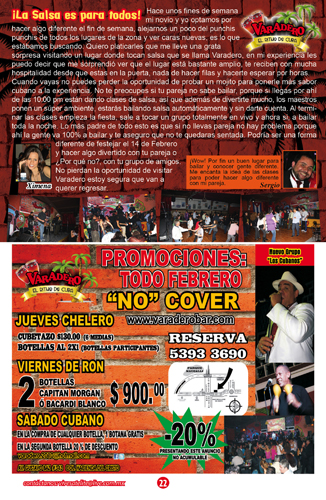 ¡La Salsa es para todos!
Hace unos fines de semana
mi novio y yo optamos por
hacer algo diferente el fin de semana, alejarnos un poco del punchis
punchis de todos los lugares de la zona y ver caras nuevas, es lo que
estábamos buscando. Quiero platicarles que me lleve una grata
sorpresa visitando un lugar donde tocan salsa que se llama Varadero, en mi experiencia les
puedo decir que me sorprendió ver que el lugar está bastante amplio, te reciben con mucha
hospitalidad desde que estas en la puerta, nada de hacer filas y hacerte esperar por horas.
Cuando vayas no puedes perder la oportunidad de probar un mojito para ponerle más sabor
cubano a la experiencia. No te preocupes si tu pareja no sabe bailar, porque si llegás por ahí
de las 10:00 pm están dando clases de salsa, así que además de divertirte mucho, los maestros
ponen un súper ambiente, estarás bailando salsa automáticamente y sin darte cuenta. Al termi-
nar las clases empieza la fiesta, sale a tocar un grupo totalmente en vivo y ahora sí, a bailar
toda la noche. Lo más padre de todo esto es que si no llevas pareja no hay problema porque
ahí la gente va 100% a bailar y te aseguro que no te quedaras sentada. Podría ser una forma
diferente de festejar el 14 de Febrero
y hacer algo divertido con tu pareja o
¿Por qué no?, con tu grupo de amigos.
No pierdan la oportunidad de visitar
Varadero estoy segura que van a
querer regresar.
Ximena
¡Wow! Por fin un buen lugar para
bailar y conocer gente diferente.
Me encanta la idea de las clases
para poder hacer algo diferente
con mi pareja.
Sergio
VARADERO
EL RITMO DE CUBA
VARADERO
EL RITMO DE CUBA
PROMOCIONES:
TODO FEBRERO
"NO" COVER
www.varaderobar.com
Nuevo Grupo
"Los Cubanos"
JUEVES CHELERO
CUBETAZO $130.00 (6 MEDIAS)
BOTELLAS AL 2X1 (BOTELLAS PARTICIPANTES)
RESERVA
5393 3690
VIERNES DE RON
2 BOTELLAS
CAPITAN MORGAN
O BACARDI BLANCO
$900.00
SABADO CUBANO
EN LA COMPRA DE CUALQUIER BOTELLA, 1 BOTANA GRATIS
EN LA SEGUNDA BOTELLA 20 % DE DESCUENTO
-20%
PRESENTANDO ESTE ANUNCIO
NO ACUMULABLE
22